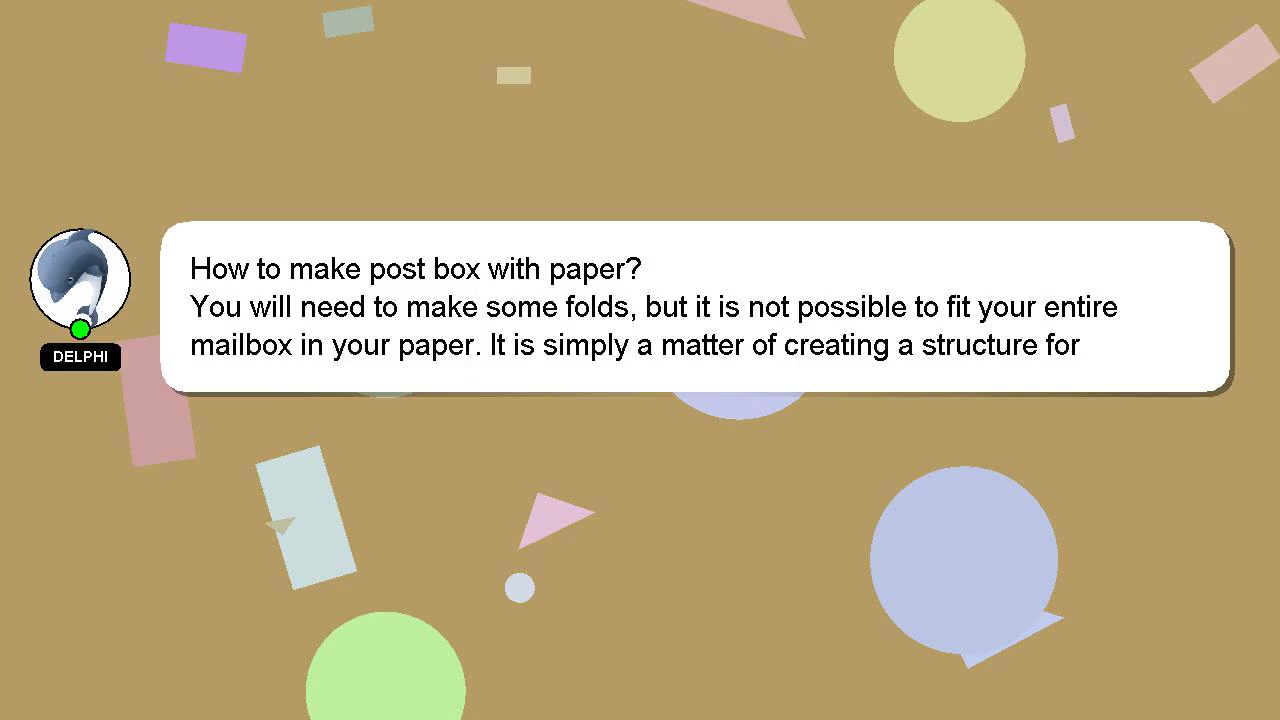 How to make post box with paper?
You will need to make some folds, but it is not possible to fit your entire
mailbox in your paper. It is simply a matter of creating a structure for
DELPHI